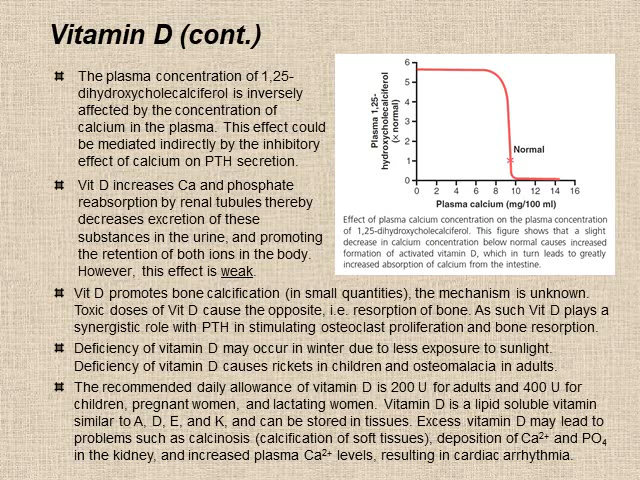 Vitamin D (cont.)
The plasma concentration of 1,25-
dihydroxycholecalciferol is inversely
affected by the concentration of
calcium in the plasma. This effect could
be mediated indirectly by the inhibitory
effect of calcium on PTH secretion.
Vit D increases Ca and phosphate
reabsorption by renal tubules thereby
decreases excretion of these
substances in the urine, and promoting
the retention of both ions in the body.
However, this effect is weak.
Plasma 1,25-
hydroxycholecalciferol
(× normal)
6
5
4
3
2
1
0
Normal
0 2 4 6 8 10 12 14 16
Plasma calcium (mg/100 ml)
Effect of plasma calcium concentration on the plasma concentration
of 1,25-dihydroxycholecalciferol. This figure shows that a slight
decrease in calcium concentration below normal causes increased
formation of activated vitamin D, which in turn leads to greatly
increased absorption of calcium from the intestine.
Vit D promotes bone calcification (in small quantities), the mechanism is unknown.
Toxic doses of Vit D cause the opposite, i.e. resorption of bone. As such Vit D plays a
synergistic role with PTH in stimulating osteoclast proliferation and bone resorption.
Deficiency of vitamin D may occur in winter due to less exposure to sunlight.
Deficiency of vitamin D causes rickets in children and osteomalacia in adults.
The recommended daily allowance of vitamin D is 200 U for adults and 400 U for
children, pregnant women, and lactating women. Vitamin D is a lipid soluble vitamin
similar to A, D, E, and K, and can be stored in tissues. Excess vitamin D may lead to
problems such as calcinosis (calcification of soft tissues), deposition of Ca²⁺ and PO₄
in the kidney, and increased plasma Ca²⁺ levels, resulting in cardiac arrhythmia.